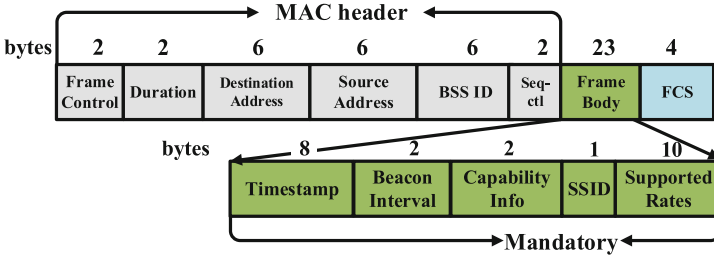 MAC header
bytes 2 2 6 6 6 2 23 4
Frame Control Duration Destination Address Source Address BSS ID Seq-ctl Frame Body FCS
bytes 8 2 2 1 10
Timestamp Beacon Interval Capability Info SSID Supported Rates
Mandatory